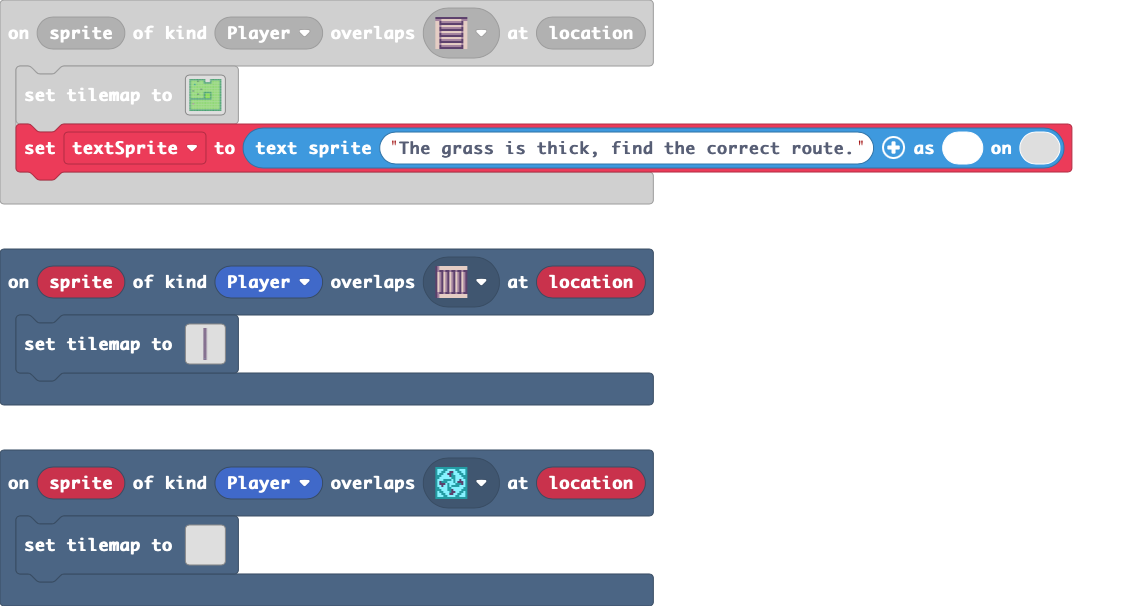 on sprite of kind Player overlaps at location
set tilemap to
set textSprite to text sprite "The grass is thick, find the correct route." as on
on sprite of kind Player overlaps at location
set tilemap to
on sprite of kind Player overlaps at location
set tilemap to